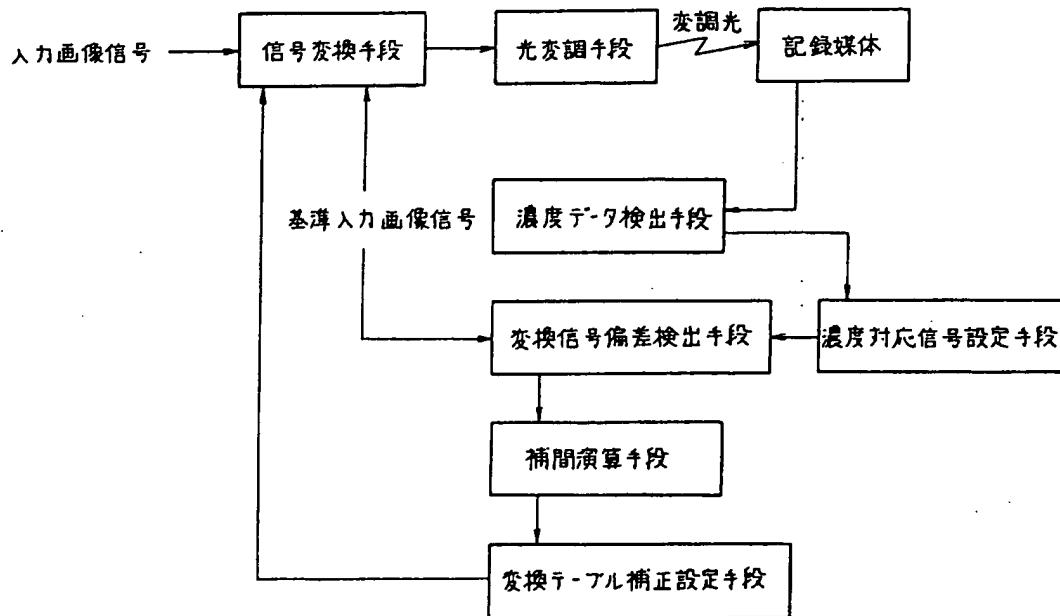 入力画像信号
信号変換手段
光変調手段
変調光
記録媒体
基準入力画像信号
濃度データ検出手段
変換信号偏差検出手段
濃度対応信号設定手段
補間演算手段
変換テーブル補正設定手段